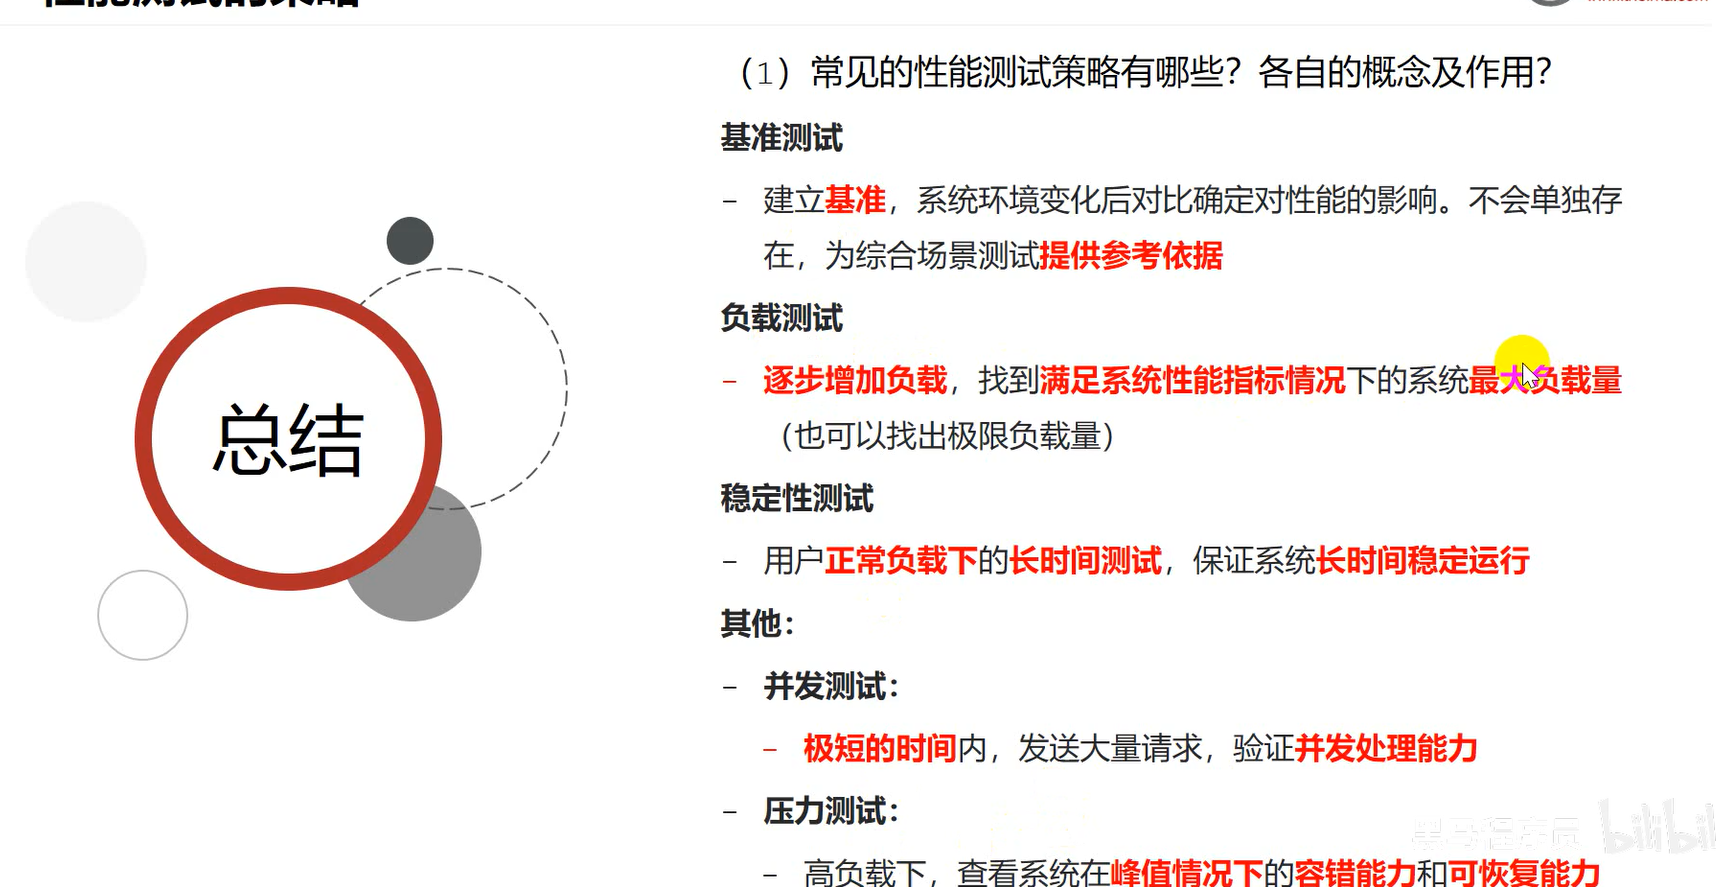 性能测试的策略
总结
（1）常见的性能测试策略有哪些？各自的概念及作用？
基准测试
- 建立基准，系统环境变化后对比确定对性能的影响。不会单独存
在，为综合场景测试提供参考依据
负载测试
- 逐步增加负载，找到满足系统性能指标情况下的系统最大负载量
（也可以找出极限负载量）
稳定性测试
- 用户正常负载下的长时间测试，保证系统长时间稳定运行
其他：
- 并发测试：
- 极短的时间内，发送大量请求，验证并发处理能力
- 压力测试：
- 高负载下，查看系统在峰值情况下的容错能力和可恢复能力
黑马程序员 bilibili